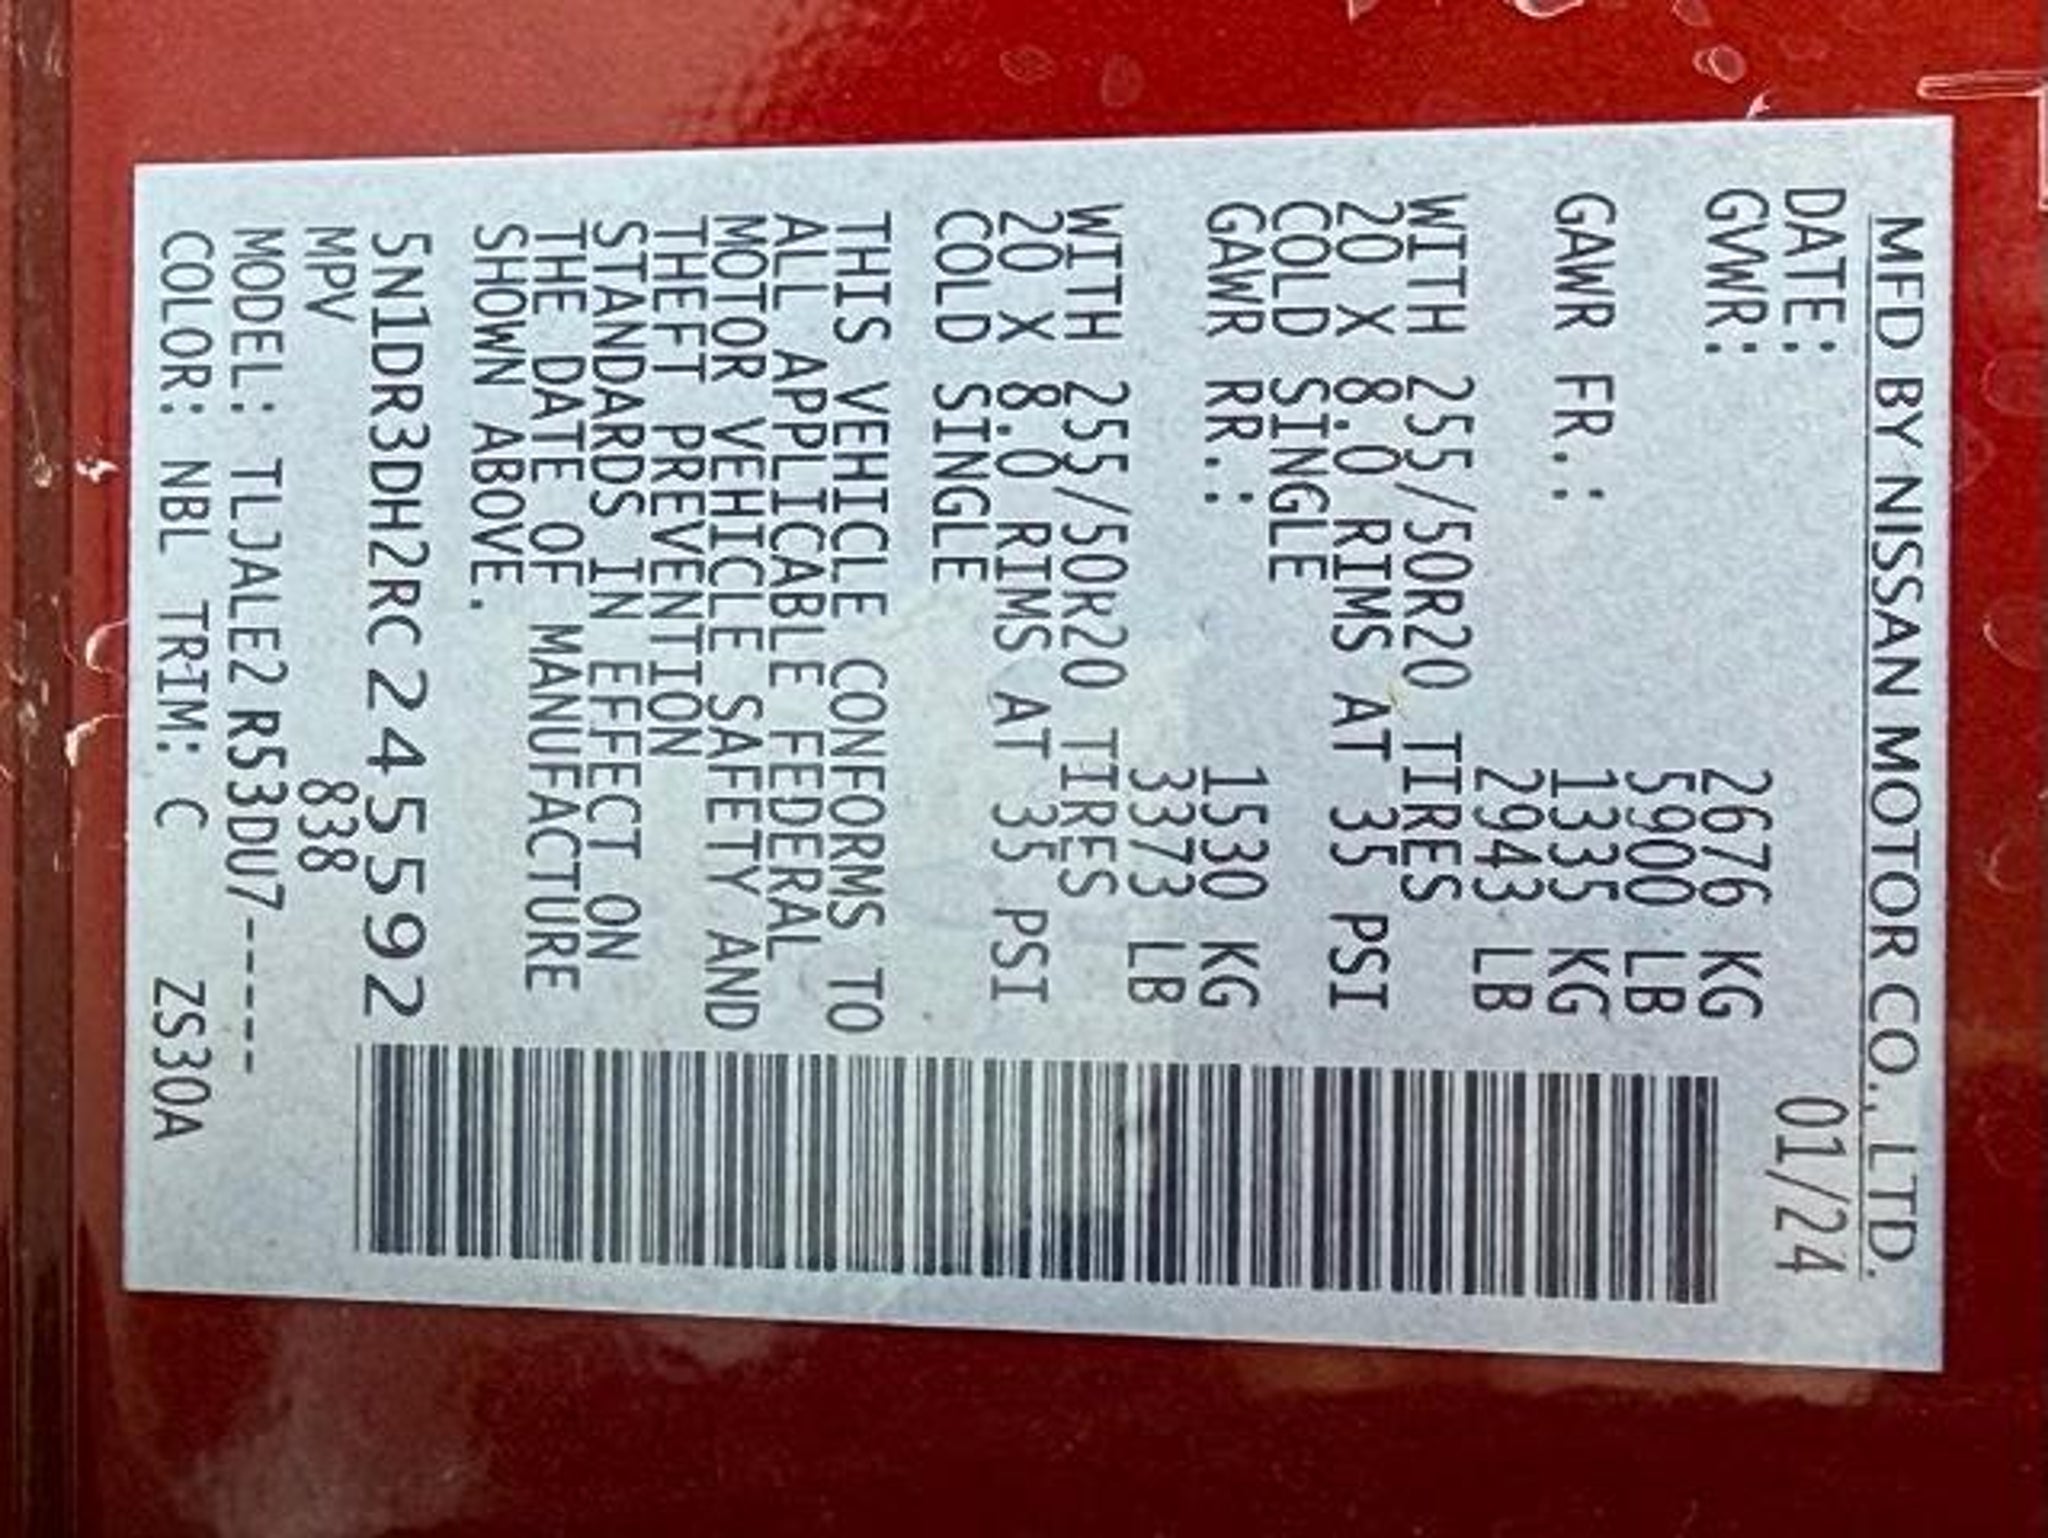 MFD BY NISSAN MOTOR CO., LTD.
DATE: 01/24
GVWR: 2676 KG
5900 LB
GAWR FR.: 1335 KG
2943 LB
WITH 255/50R20 TIRES
20 X 8.0 RIMS AT 35 PSI
COLD SINGLE
GAWR RR.: 1530 KG
3373 LB
WITH 255/50R20 TIRES
20 X 8.0 RIMS AT 35 PSI
COLD SINGLE
THIS VEHICLE CONFORMS TO
ALL APPLICABLE FEDERAL
MOTOR VEHICLE SAFETY AND
THEFT PREVENTION
STANDARDS IN EFFECT ON
THE DATE OF MANUFACTURE
SHOWN ABOVE.
5N1DR3DH2RC245592
MPV 838
MODEL: TLJALE2 R53DU7-----
COLOR: NBL TRIM: C ZS30A